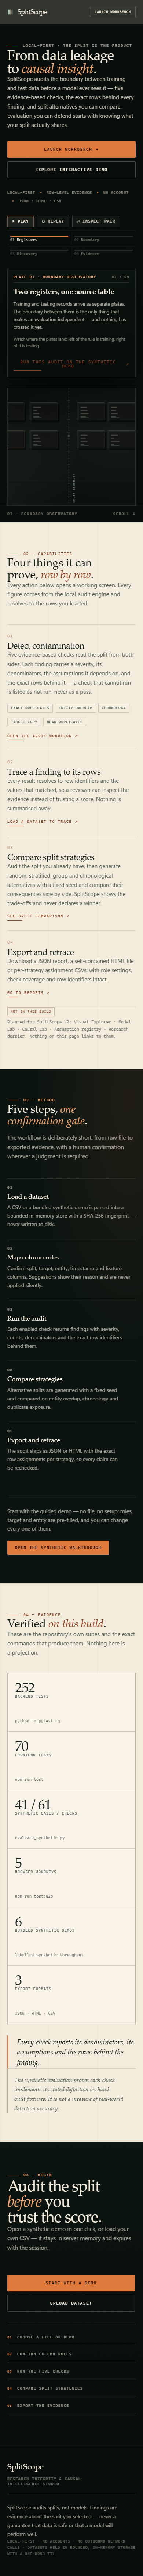 SplitScope
LAUNCH WORKBENCH
LOCAL-FIRST · THE SPLIT IS THE PRODUCT
From data leakage
to causal insight.
SplitScope audits the boundary between training
and test data before a model is ever scored on it — five
evidence-based checks, the exact rows behind every
finding, and split alternatives you can compare.
Evaluation you can trust starts with knowing what
your split actually shares.
LAUNCH WORKBENCH →
EXPLORE INTERACTIVE DEMO
LOCAL-FIRST • ROW-LEVEL EVIDENCE • NO ACCOUNT
• JSON · HTML · CSV
PLAY
REPLAY
INSPECT PAIR
01 Registers
02 Boundary
03 Discovery
04 Evidence
PLATE 01 · BOUNDARY OBSERVATORY
Two registers, one source table
Training and testing records arrive as separate plates.
The boundary between them is the only thing that
makes an evaluation independent — and nothing has
crossed it yet.
Watch where the plates land: left of the rule is training, right
of it is testing.
RUN THIS AUDIT ON THE SYNTHETIC
DEMO
01 · BOUNDARY OBSERVATORY
SCROLL ↓
02 · CAPABILITIES
Four things it can
prove, row by row.
Every action below opens a working screen. Every
number comes from the local audit engine and
resolves to the rows you loaded.
01
Detect contamination
Five evidence-based checks read the split from both
sides. Each finding carries a severity, its
denominators, the assumptions it depends on, and
the exact rows behind it — a check that cannot run
is listed as not run, never as a pass.
EXACT DUPLICATES
ENTITY OVERLAP
CHRONOLOGY
TARGET COPY
NEAR-DUPLICATES
OPEN THE AUDIT WORKFLOW ↗
02
Trace a finding to its rows
Every result resolves to row identifiers and the
values that matched, so a reviewer can inspect the
evidence instead of trusting a score. Nothing is
summarised away.
LOAD A DATASET TO TRACE ↗
03
Compare split strategies
Audit the split you already have, then generate
random, stratified, group and chronological
alternatives with a fixed seed and compare their
consequences side by side. SplitScope shows the
trade-offs and never declares a winner.
SEE SPLIT COMPARISON ↗
04
Export and retrace
Download a JSON report, a self-contained HTML file
or per-strategy assignment CSVs, with role settings,
check coverage and row identifiers intact.
GO TO REPORTS ↗
NOT IN THIS BUILD
Planned for SplitScope V2: Visual Explorer · Model
Lab · Causal Lab · Assumption registry · Research
dossier. Nothing on this page links to them.
03 · METHOD
Five steps, one
confirmation gate.
The workflow is deliberately short: from raw file to
exported evidence, with a human confirmation
wherever a judgment is required.
01
Load a dataset
A CSV or a bundled synthetic demo is parsed into a
bounded in-memory store with a SHA-256 fingerprint —
never written to disk.
02
Map column roles
Confirm split, target, entity, timestamp and feature
columns. Suggestions show their reason and are never
applied silently.
03
Run the audit
Each enabled check returns findings with severity,
counts, denominators and the exact row identifiers
behind them.
04
Compare strategies
Alternative splits are generated with a fixed seed
and compared on entity overlap, chronology and
duplicate exposure.
05
Export and retrace
The audit ships as JSON or HTML with the exact
row assignments per strategy, so every claim can
be rechecked.
Start with the guided demo — no file, no setup: roles,
target and entity are pre-filled, and you can change
every one of them.
OPEN THE SYNTHETIC WALKTHROUGH
04 · EVIDENCE
Verified on this build.
These are the repository's own suites and the exact
commands that produce them. Nothing here is
a projection.
252
BACKEND TESTS
python -m pytest -q
70
FRONTEND TESTS
npm run test
41 / 61
SYNTHETIC CASES / CHECKS
evaluate_synthetic.py
5
BROWSER JOURNEYS
npm run test:e2e
6
BUNDLED SYNTHETIC DEMOS
labelled synthetic throughout
3
EXPORT FORMATS
JSON · HTML · CSV
Every check reports its denominators, its
assumptions and the rows behind the
finding.
The synthetic evaluation proves each check
implements its stated definition on hand-
built fixtures. It is not a measure of real-world
detection accuracy.
05 · BEGIN
Audit the split
before you
trust the score.
Open a synthetic demo in one click, or load your
own CSV — it stays in server memory and expires
with the session.
START WITH A DEMO
UPLOAD DATASET
01 CHOOSE A FILE OR DEMO
02 CONFIRM COLUMN ROLES
03 RUN THE FIVE CHECKS
04 COMPARE SPLIT STRATEGIES
05 EXPORT THE EVIDENCE
SplitScope
RESEARCH INTEGRITY & CAUSAL
INTELLIGENCE STUDIO
SplitScope audits splits, not models. Findings are
evidence about the split you selected — never a
guarantee that data is safe or that a model will
perform well.
LOCAL-FIRST · NO ACCOUNTS · NO OUTBOUND NETWORK
CALLS · DATASETS HELD IN BOUNDED, IN-MEMORY STORAGE
WITH A ONE-HOUR TTL